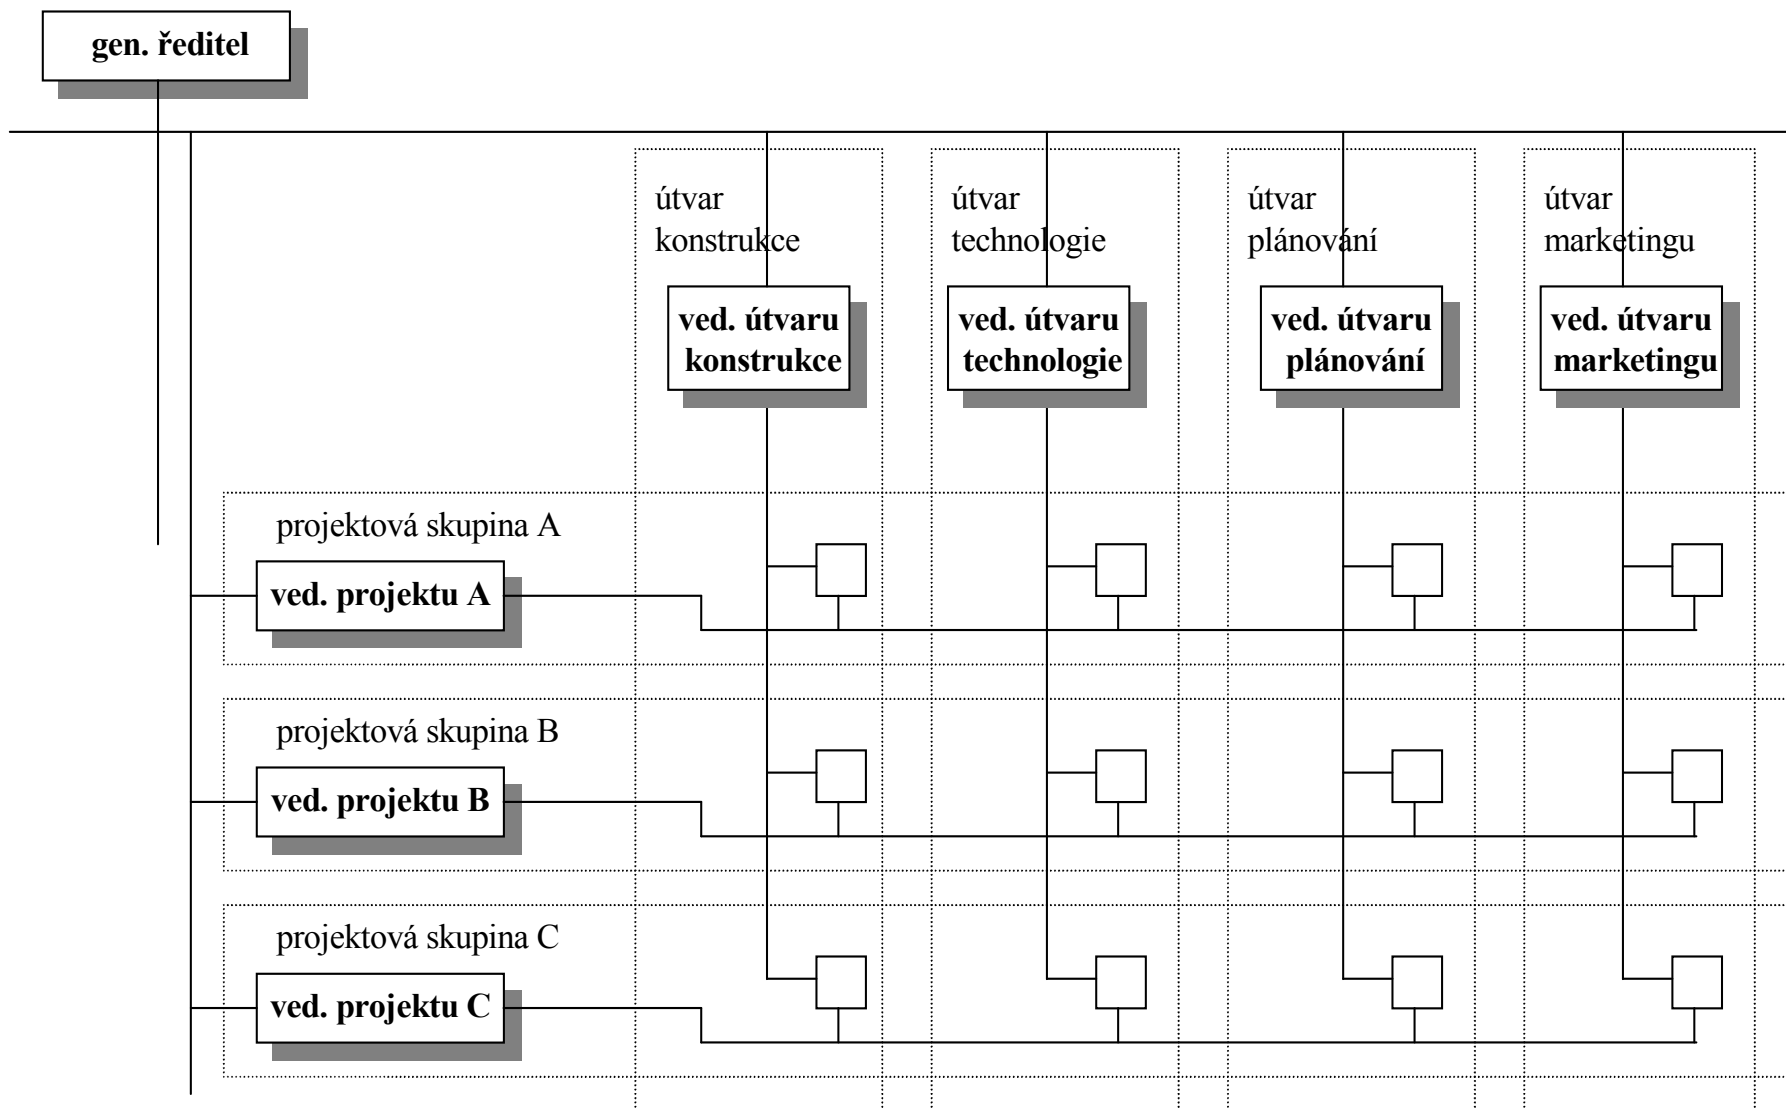 gen. ředitel
útvar
konstrukce
útvar
technologie
útvar
plánování
útvar
marketingu
ved. útvaru
konstrukce
ved. útvaru
technologie
ved. útvaru
plánování
ved. útvaru
marketingu
projektová skupina A
ved. projektu A
projektová skupina B
ved. projektu B
projektová skupina C
ved. projektu C